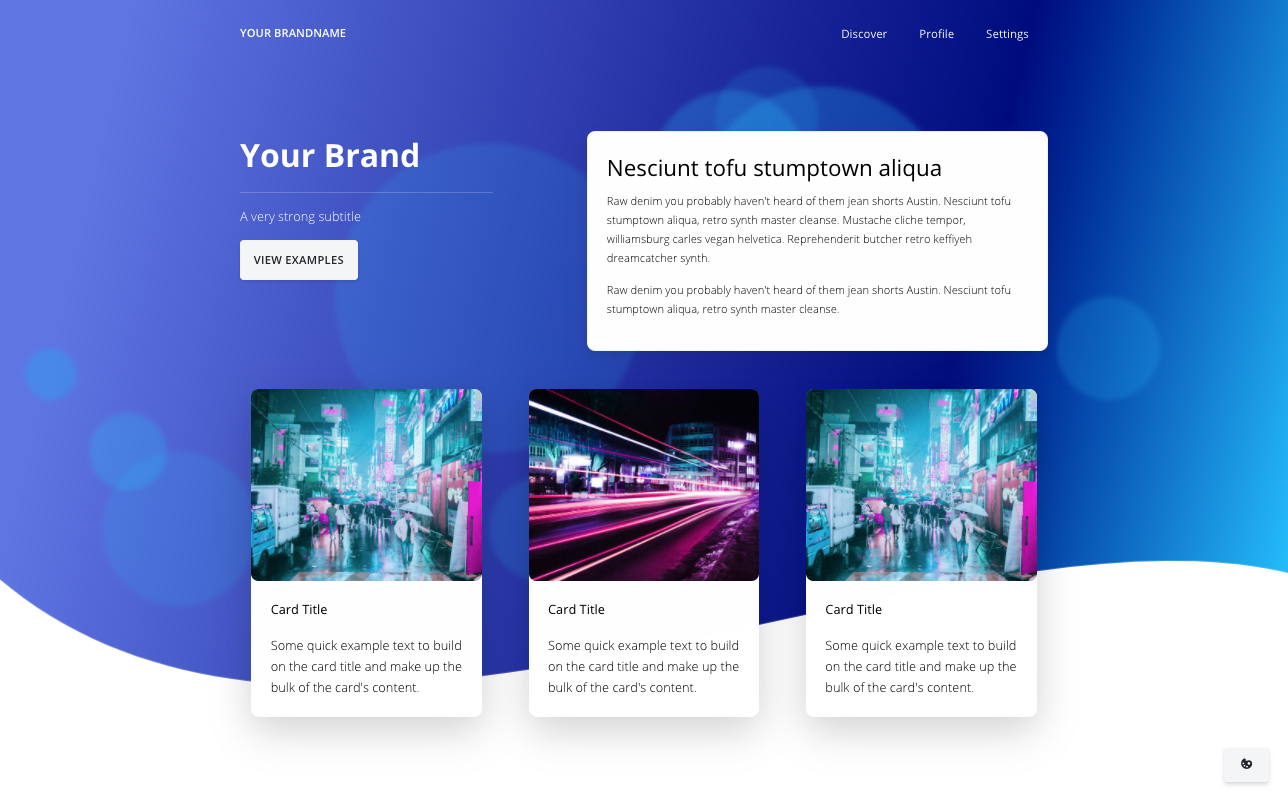 YOUR BRANDNAME
Discover Profile Settings
Your Brand
A very strong subtitle
VIEW EXAMPLES
Nesciunt tofu stumptown aliqua
Raw denim you probably haven't heard of them jean shorts Austin. Nesciunt tofu
stumptown aliqua, retro synth master cleanse. Mustache cliche tempor,
williamsburg carles vegan helvetica. Reprehenderit butcher retro keffiyeh
dreamcatcher synth.
Raw denim you probably haven't heard of them jean shorts Austin. Nesciunt tofu
stumptown aliqua, retro synth master cleanse.
Card Title
Some quick example text to build
on the card title and make up the
bulk of the card's content.
Card Title
Some quick example text to build
on the card title and make up the
bulk of the card's content.
Card Title
Some quick example text to build
on the card title and make up the
bulk of the card's content.